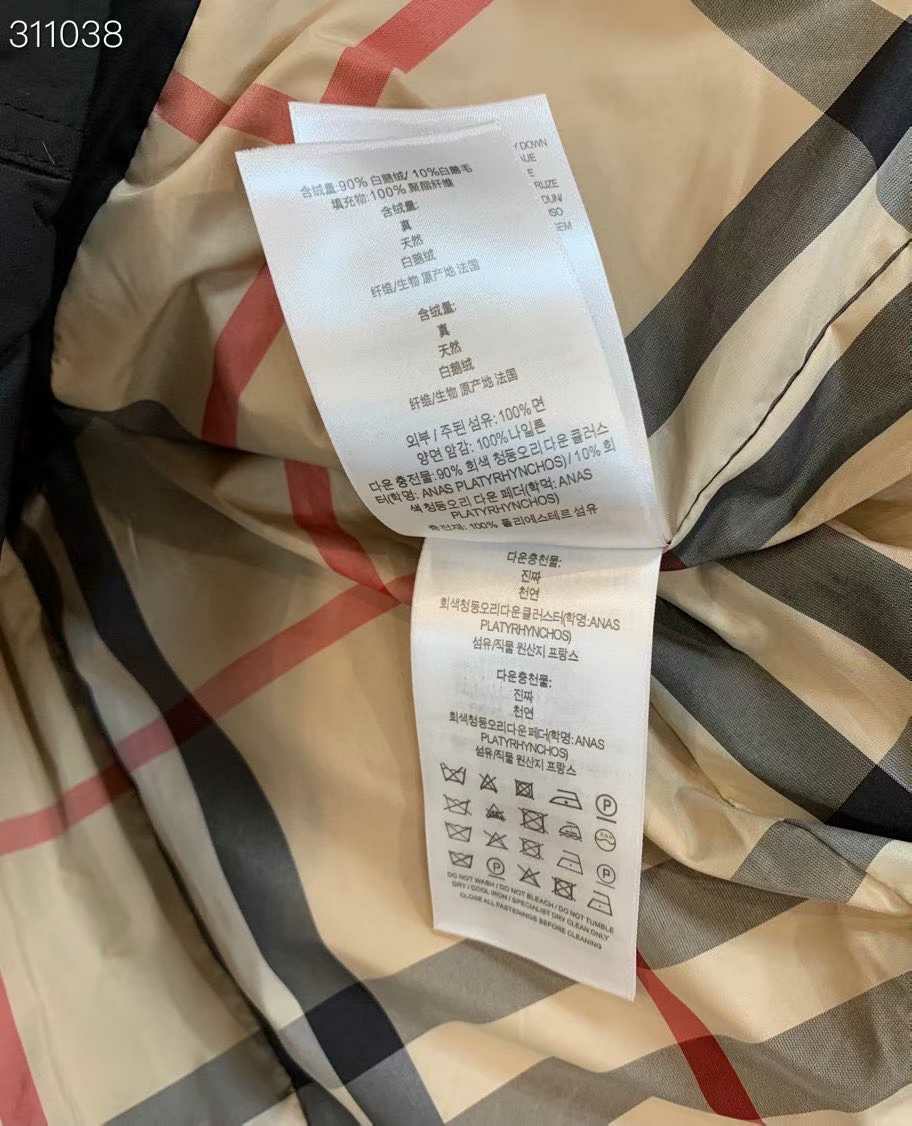 311038
Y DOWN
含绒量:90% 白鹅绒/ 10%白鹅毛
填充物:100% 聚酯纤维
含绒量:
真
天然
白鹅绒
纤维/生物 原产地 法国
RUZE
ISO
含绒量:
真
天然
白鹅绒
纤维/生物 原产地 法国
외부 / 주된 섬유: 100% 면
양면 안감: 100% 나일론
다운 충전물: 90% 회색 청둥오리 다운 클러스
터(학명: ANAS PLATYRHYNCHOS) / 10% 회
색 청둥오리 다운 페더(학명: ANAS
PLATYRHYNCHOS)
충전재: 100% 폴리에스테르 섬유
다운충전물:
진짜
천연
회색청둥오리다운클러스터(학명:ANAS
PLATYRHYNCHOS)
섬유/직물 원산지 프랑스
다운충전물:
진짜
천연
회색청둥오리다운페더(학명:ANAS
PLATYRHYNCHOS)
섬유/직물 원산지 프랑스
P
P
P
DO NOT WASH / DO NOT BLEACH / DO NOT TUMBLE
DRY / COOL IRON / SPECIALIST DRY CLEAN ONLY
CLOSE ALL FASTENINGS BEFORE CLEANING